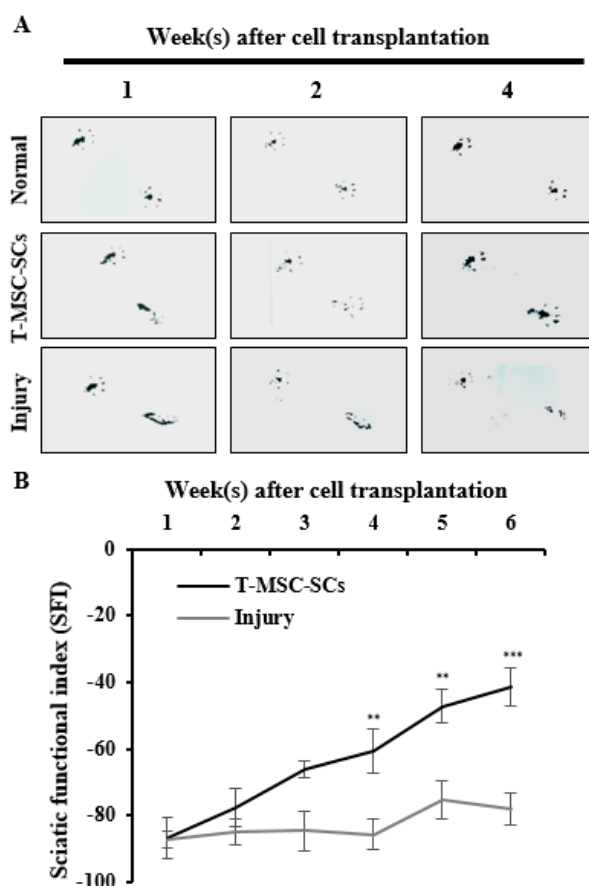 A
Week(s) after cell transplantation
1 2 4
Normal
T-MSC-SCs
Injury
B
Week(s) after cell transplantation
1 2 3 4 5 6
0
-20
-40
-60
-80
-100
Sciatic functional index (SFI)
T-MSC-SCs
Injury
** ** ***